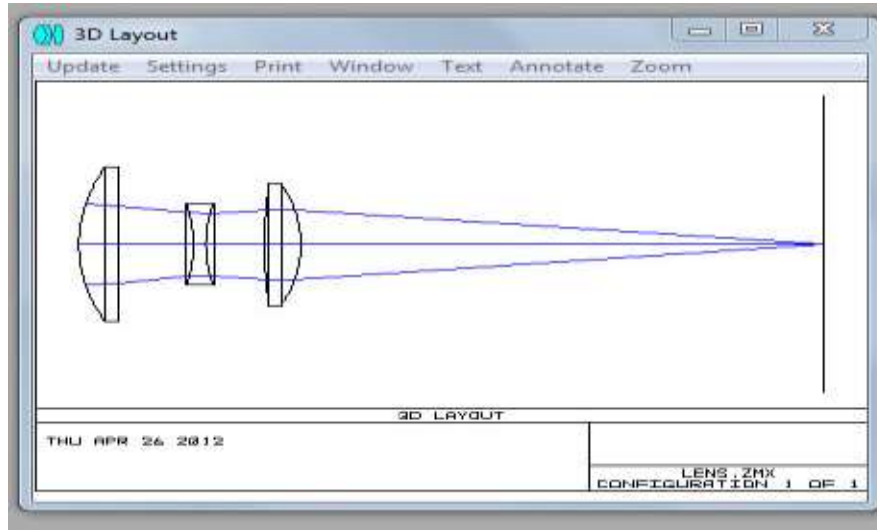 3D Layout
Update Settings Print Window Text Annotate Zoom
3D LAYOUT
THU APR 26 2012
LENS.ZMX
CONFIGURATION 1 OF 1